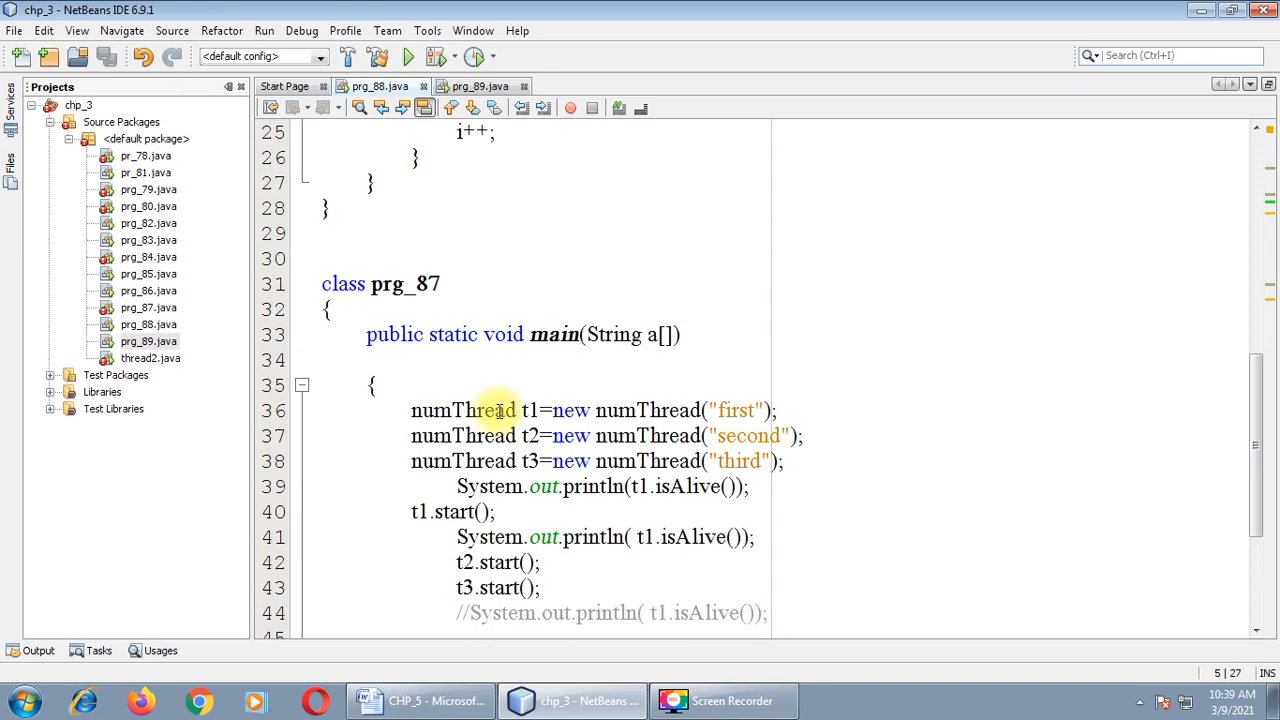 chp_3 - NetBeans IDE 6.9.1
File Edit View Navigate Source Refactor Run Debug Profile Team Tools Window Help
<default config> Search (Ctrl+I)
Projects
Start Page prg_88.java prg_89.java
Services
Files
chp_3
Source Packages
<default package>
pr_78.java
pr_81.java
prg_79.java
prg_80.java
prg_82.java
prg_83.java
prg_84.java
prg_85.java
prg_86.java
prg_87.java
prg_88.java
prg_89.java
thread2.java
Test Packages
Libraries
Test Libraries
25 i++;
26 }
27 }
28 }
29
30
31 class prg_87
32 {
33 public static void main(String a[])
34
35 {
36 numThread t1=new numThread("first");
37 numThread t2=new numThread("second");
38 numThread t3=new numThread("third");
39 System.out.println(t1.isAlive());
40 t1.start();
41 System.out.println( t1.isAlive());
42 t2.start();
43 t3.start();
44 //System.out.println( t1.isAlive());
Output Tasks Usages
5 | 27 INS
CHP_5 - Microsof... chp_3 - NetBeans ... Screen Recorder
10:39 AM
3/9/2021